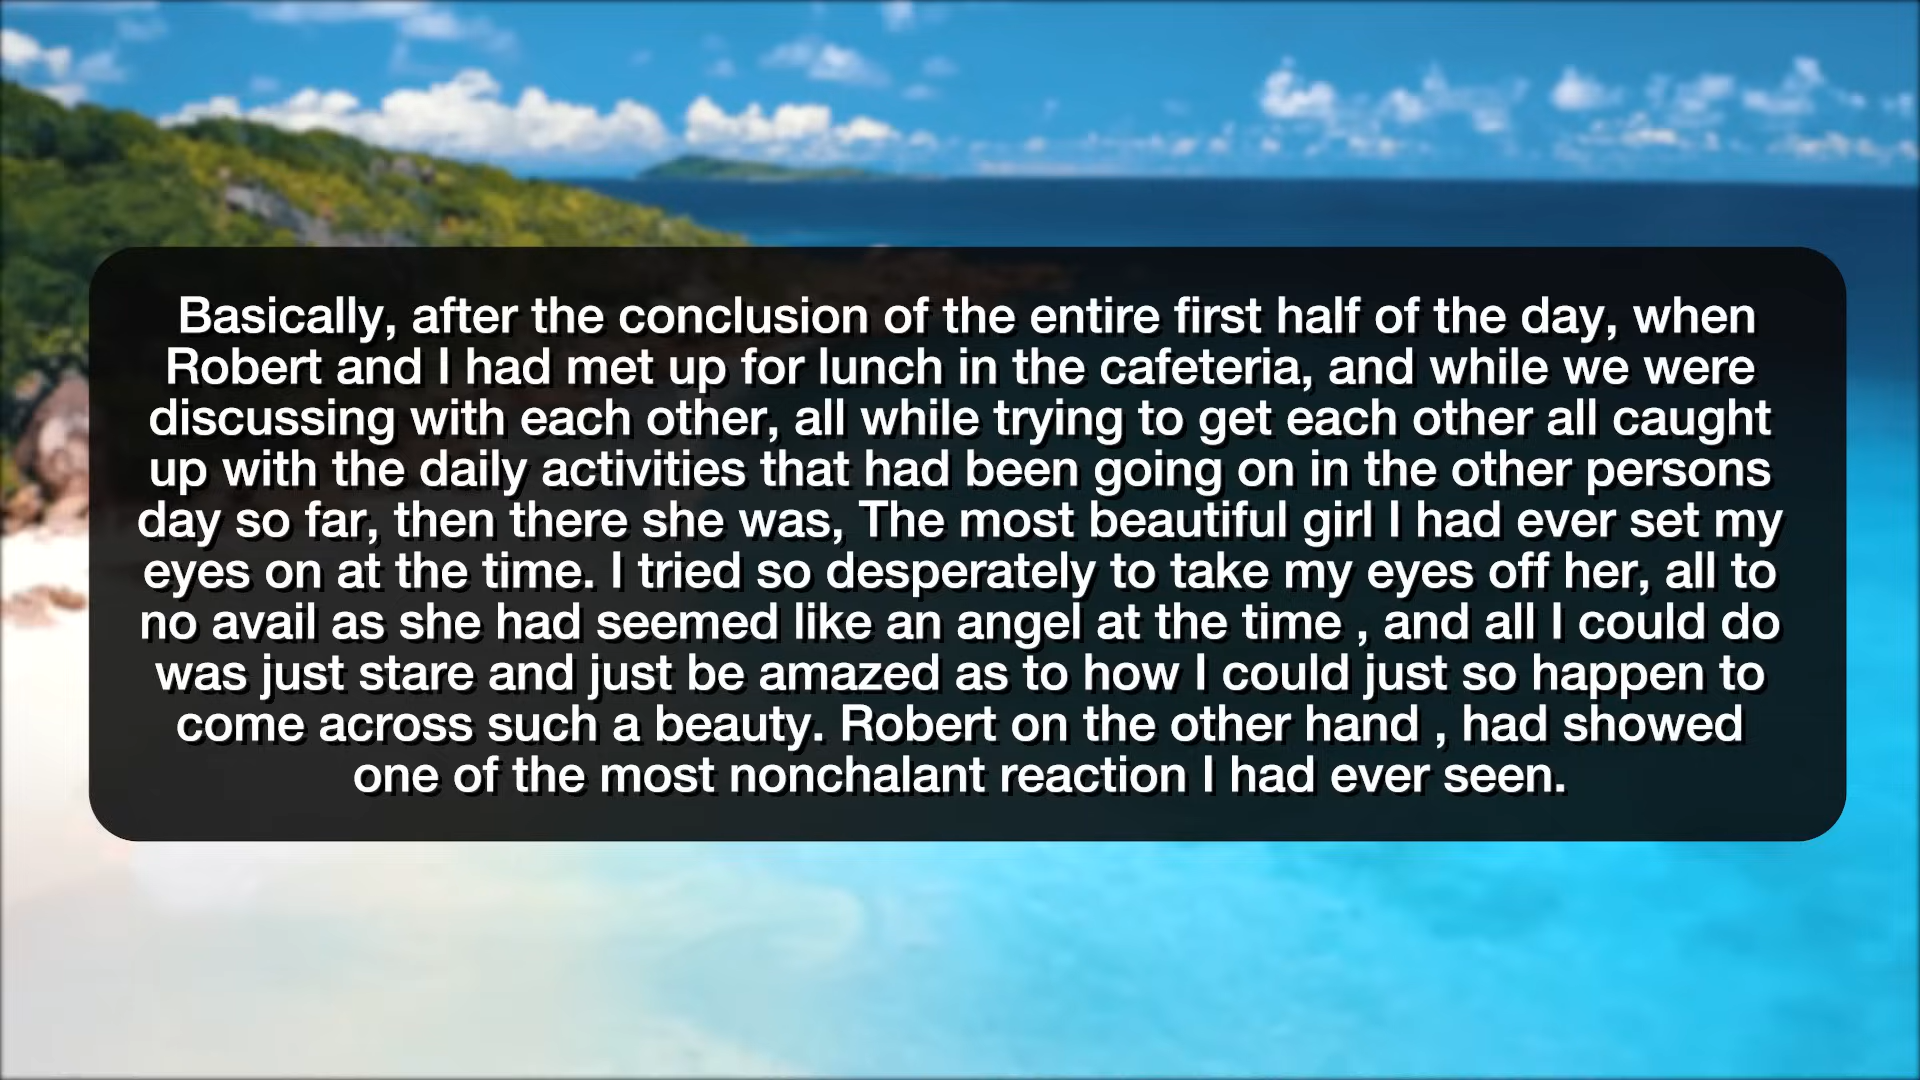 Basically, after the conclusion of the entire first half of the day, when
Robert and I had met up for lunch in the cafeteria, and while we were
discussing with each other, all while trying to get each other all caught
up with the daily activities that had been going on in the other persons
day so far, then there she was, The most beautiful girl I had ever set my
eyes on at the time. I tried so desperately to take my eyes off her, all to
no avail as she had seemed like an angel at the time , and all I could do
was just stare and just be amazed as to how I could just so happen to
come across such a beauty. Robert on the other hand , had showed
one of the most nonchalant reaction I had ever seen.